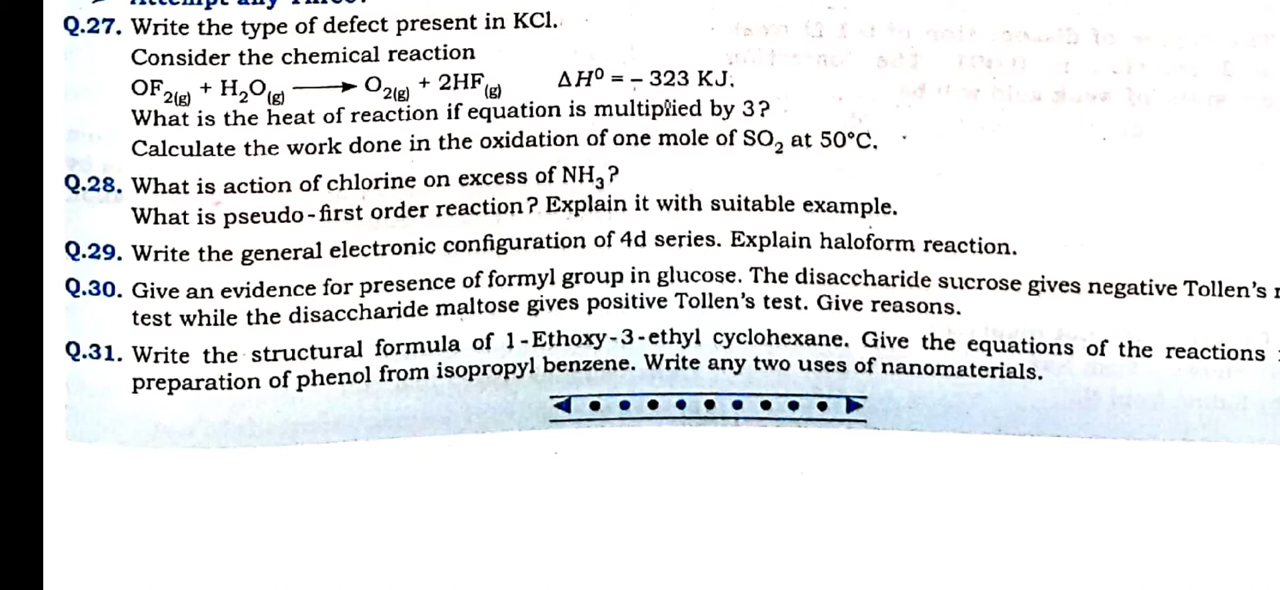 Q.27. Write the type of defect present in KCl.
Consider the chemical reaction
OF₂₍g₎ + H₂O₍g₎ ⟶ O₂₍g₎ + 2HF₍g₎ ΔH⁰ = – 323 KJ.
What is the heat of reaction if equation is multiplied by 3?
Calculate the work done in the oxidation of one mole of SO₂ at 50°C.
Q.28. What is action of chlorine on excess of NH₃?
What is pseudo-first order reaction? Explain it with suitable example.
Q.29. Write the general electronic configuration of 4d series. Explain haloform reaction.
Q.30. Give an evidence for presence of formyl group in glucose. The disaccharide sucrose gives negative Tollen's
test while the disaccharide maltose gives positive Tollen's test. Give reasons.
Q.31. Write the structural formula of 1-Ethoxy-3-ethyl cyclohexane. Give the equations of the reactions
preparation of phenol from isopropyl benzene. Write any two uses of nanomaterials.